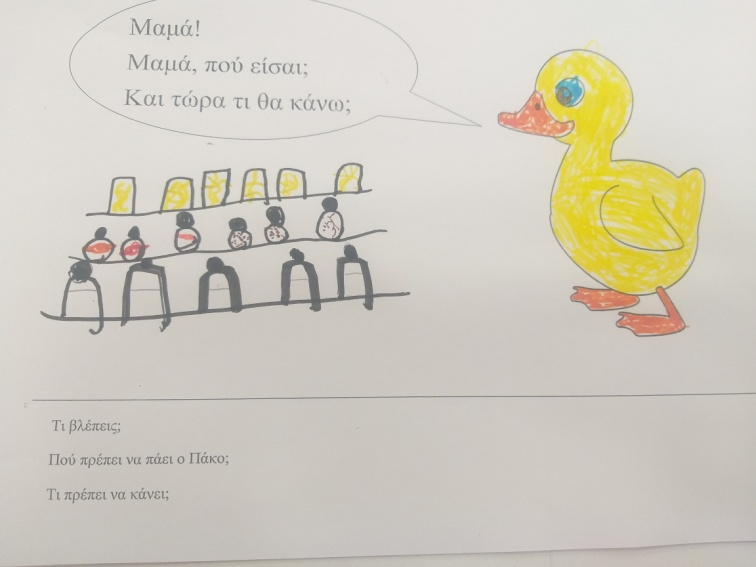 Μαμά!
Μαμά, πού είσαι;
Και τώρα τι θα κάνω;
Τι βλέπεις;
Πού πρέπει να πάει ο Πάκο;
Τι πρέπει να κάνει;